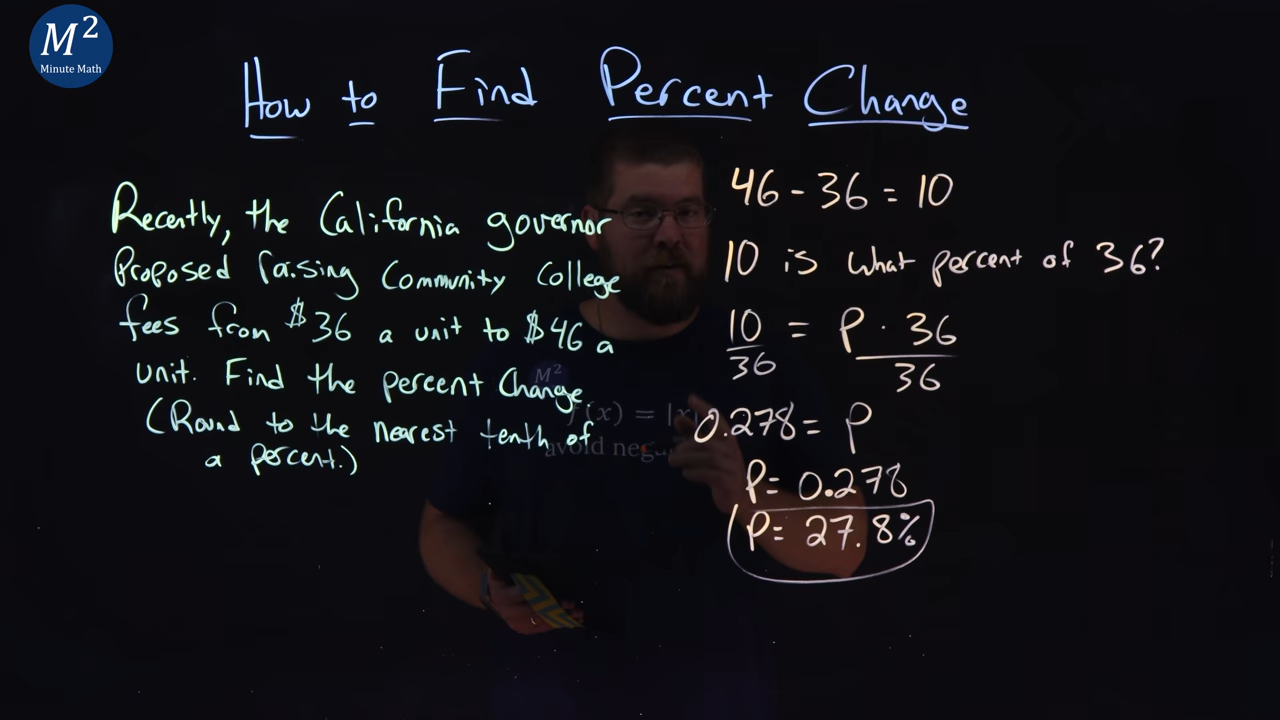 M²
Minute Math
How to Find Percent Change
Recently, the California governor
Proposed raising Community College
fees from $36 a unit to $46 a
unit. Find the percent Change
(Round to the nearest tenth of
a percent.)
46 - 36 = 10
10 is what percent of 36?
10 = P · 36
36 36
0.278 = P
P = 0.278
P = 27.8%
M²
f(x) = |x|
avoid